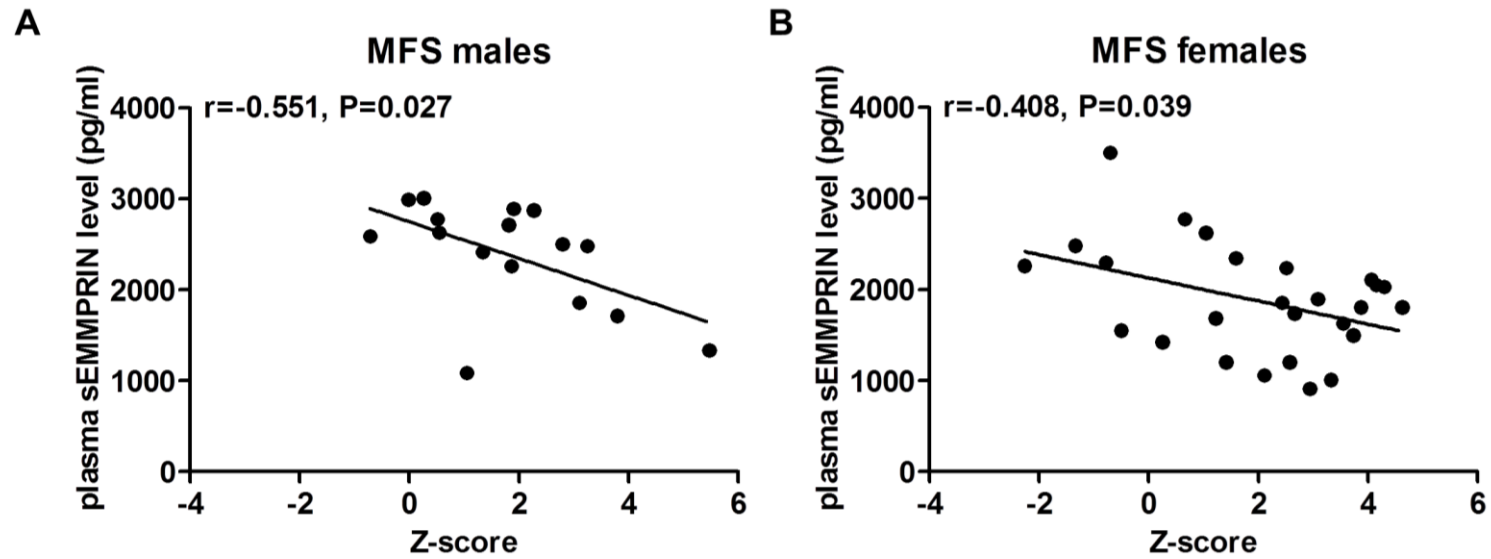 A
MFS males
r=-0.551, P=0.027
plasma sEMMPRIN level (pg/ml)
4000
3000
2000
1000
0
-4 -2 0 2 4 6
Z-score
B
MFS females
r=-0.408, P=0.039
plasma sEMMPRIN level (pg/ml)
4000
3000
2000
1000
0
-4 -2 0 2 4 6
Z-score